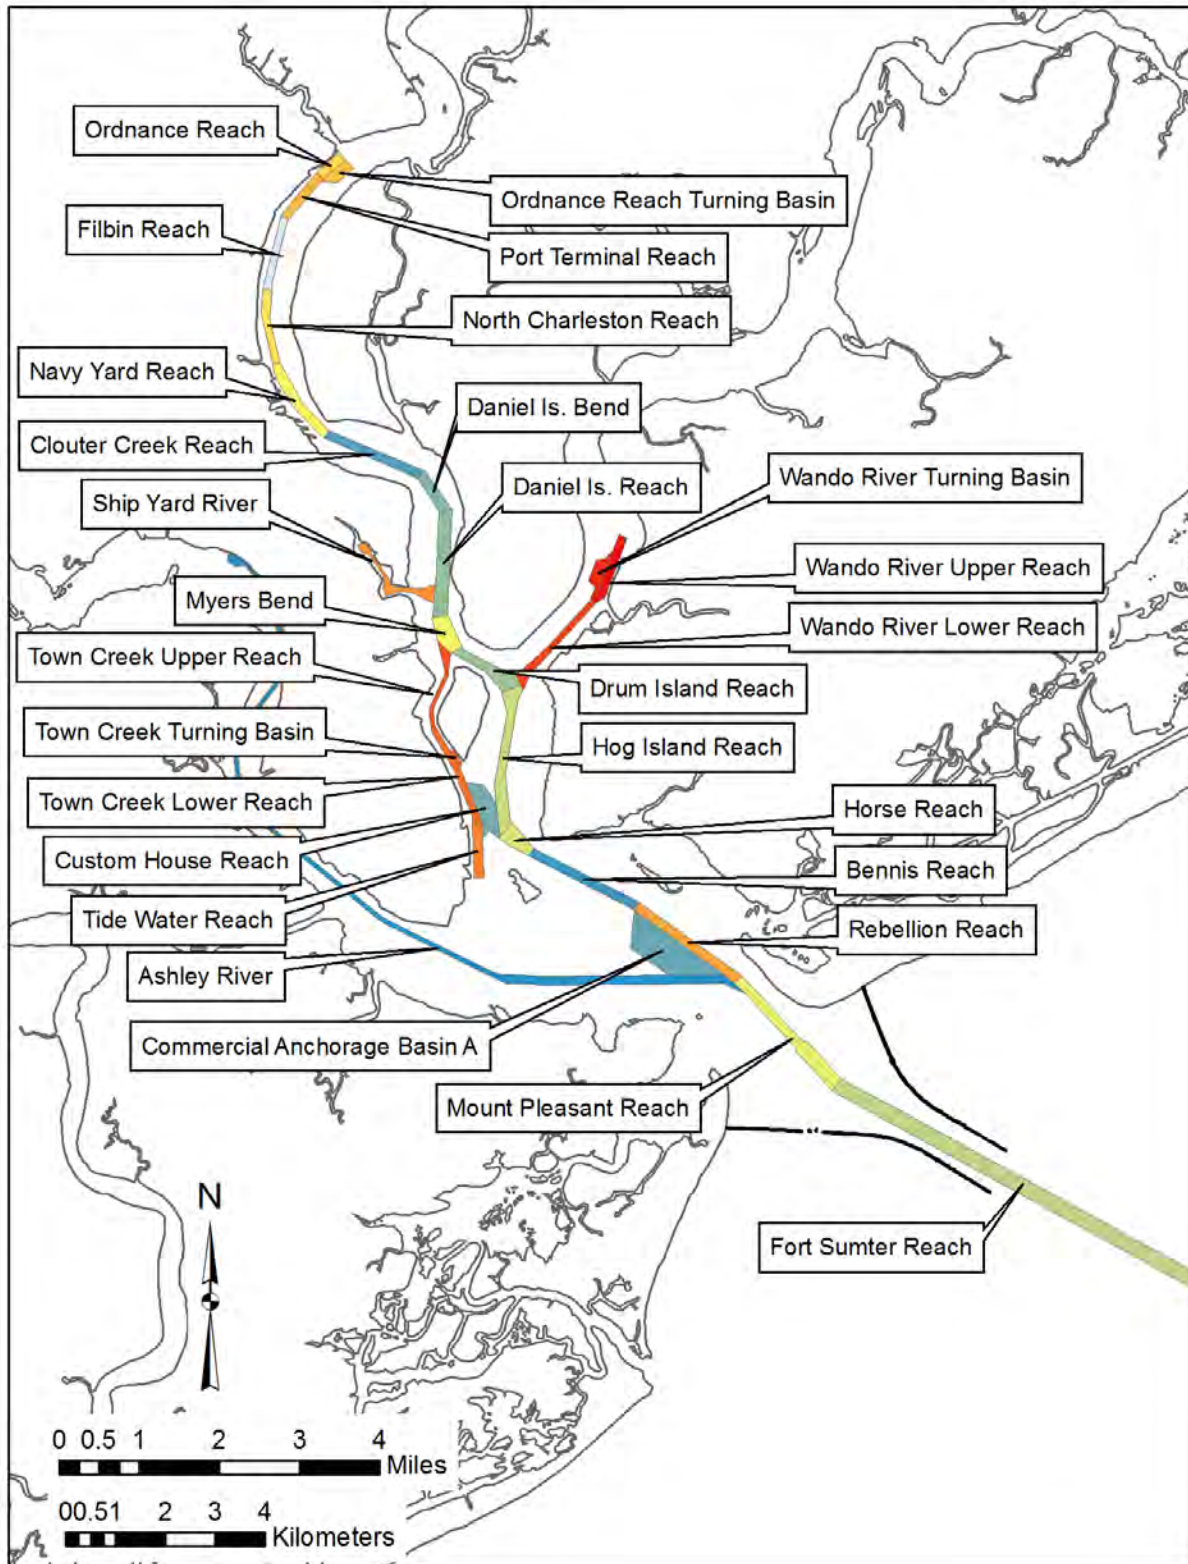 Ordnance Reach
Ordnance Reach Turning Basin
Filbin Reach
Port Terminal Reach
North Charleston Reach
Navy Yard Reach
Daniel Is. Bend
Clouter Creek Reach
Wando River Turning Basin
Daniel Is. Reach
Ship Yard River
Wando River Upper Reach
Myers Bend
Wando River Lower Reach
Town Creek Upper Reach
Drum Island Reach
Town Creek Turning Basin
Hog Island Reach
Town Creek Lower Reach
Horse Reach
Custom House Reach
Bennis Reach
Tide Water Reach
Rebellion Reach
Ashley River
Commercial Anchorage Basin A
Mount Pleasant Reach
N
Fort Sumter Reach
0 0.5 1 2 3 4
Miles
00.51 2 3 4
Kilometers